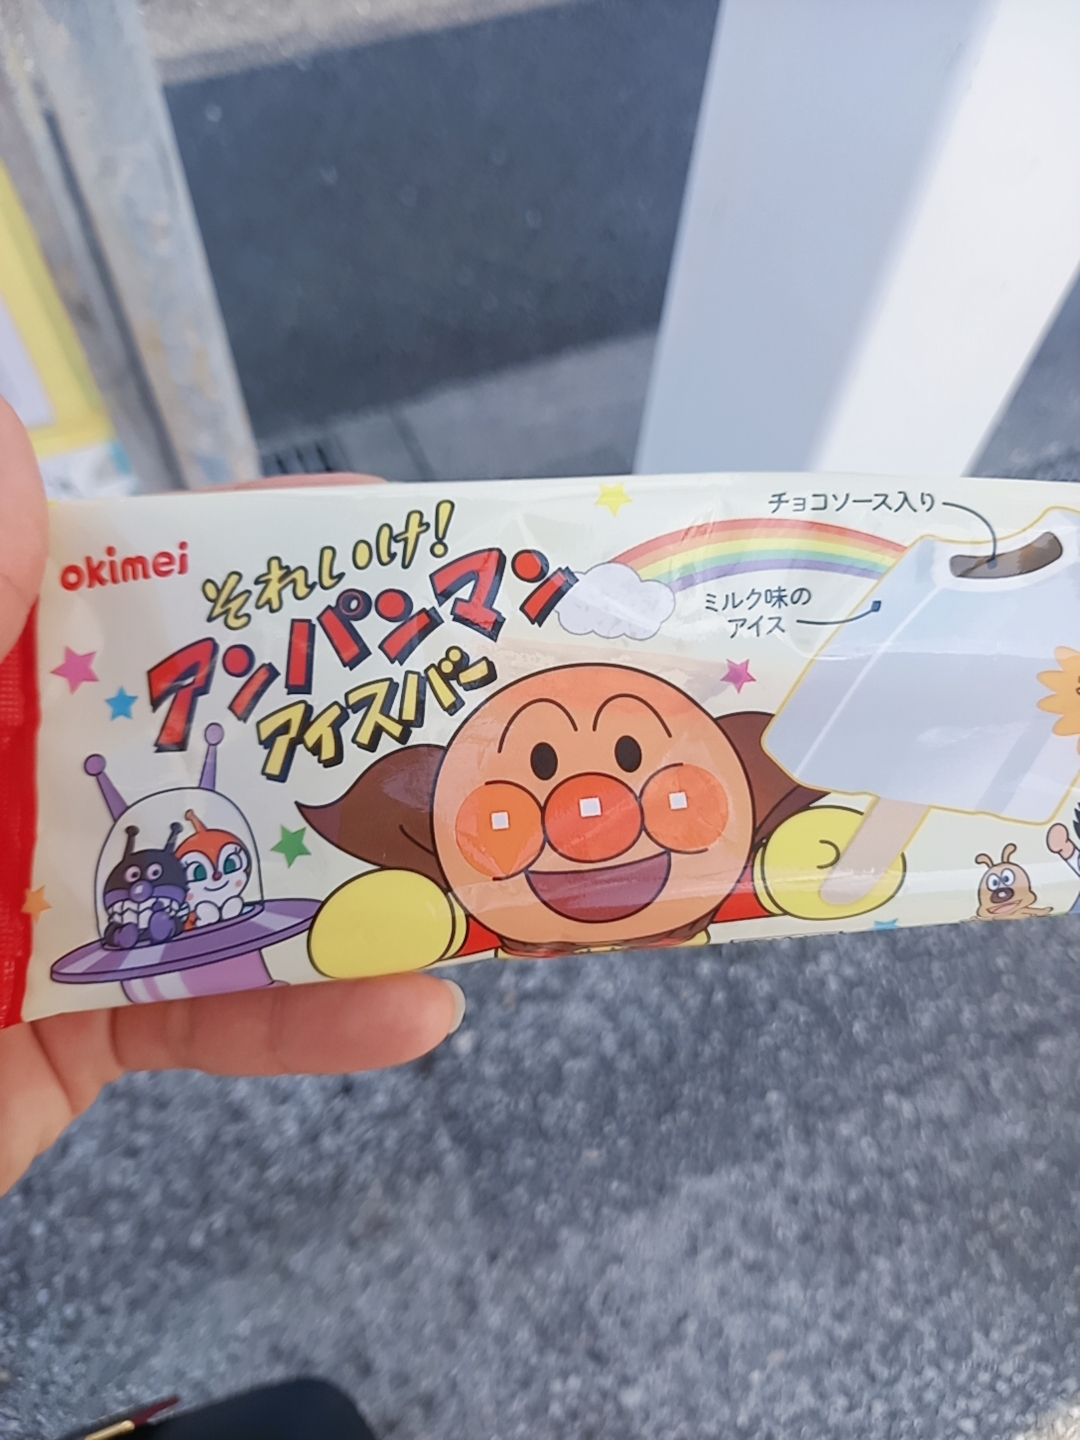 okimei
それいけ!
アンパンマン
アイスバー
チョコソース入り
ミルク味の
アイス